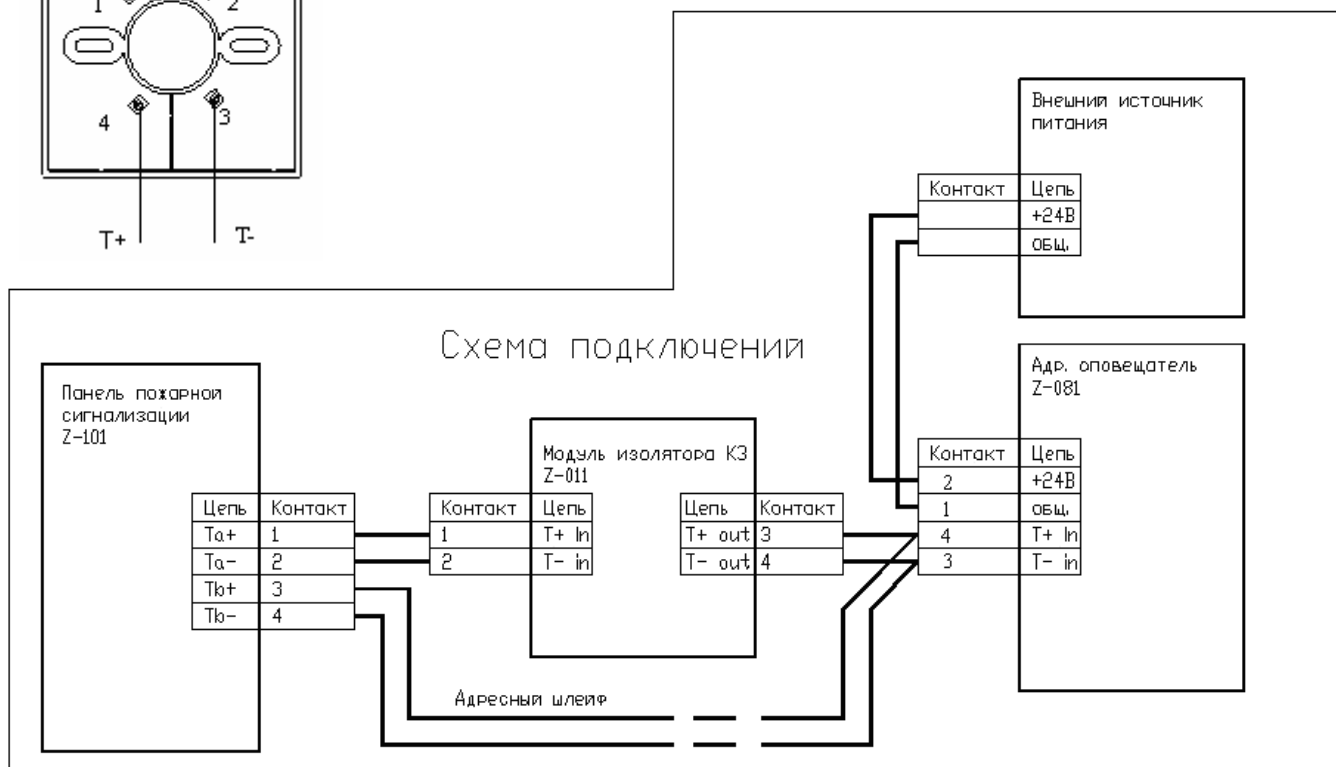 1 2
4 3
T+ T-
Схема подключений
Внешний источник
питания
Контакт Цепь
+24В
общ.
Панель пожарной
сигнализации
Z-101
Цепь Контакт
Ta+ 1
Ta- 2
Tb+ 3
Tb- 4
Модуль изолятора КЗ
Z-011
Контакт Цепь
1 T+ In
2 T- in
Цепь Контакт
T+ out 3
T- out 4
Адр. оповещатель
Z-081
Контакт Цепь
2 +24В
1 общ.
4 T+ In
3 T- in
Адресный шлейф